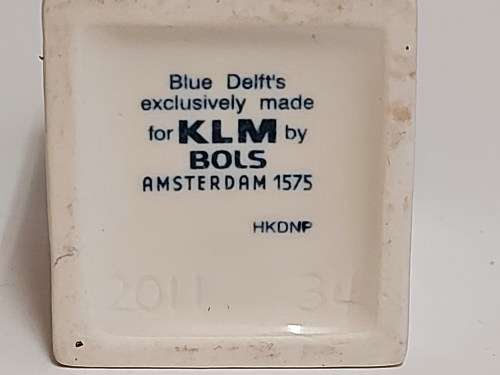 Blue Delft's
exclusively made
for KLM by
BOLS
AMSTERDAM 1575
HKDNP
2011 34